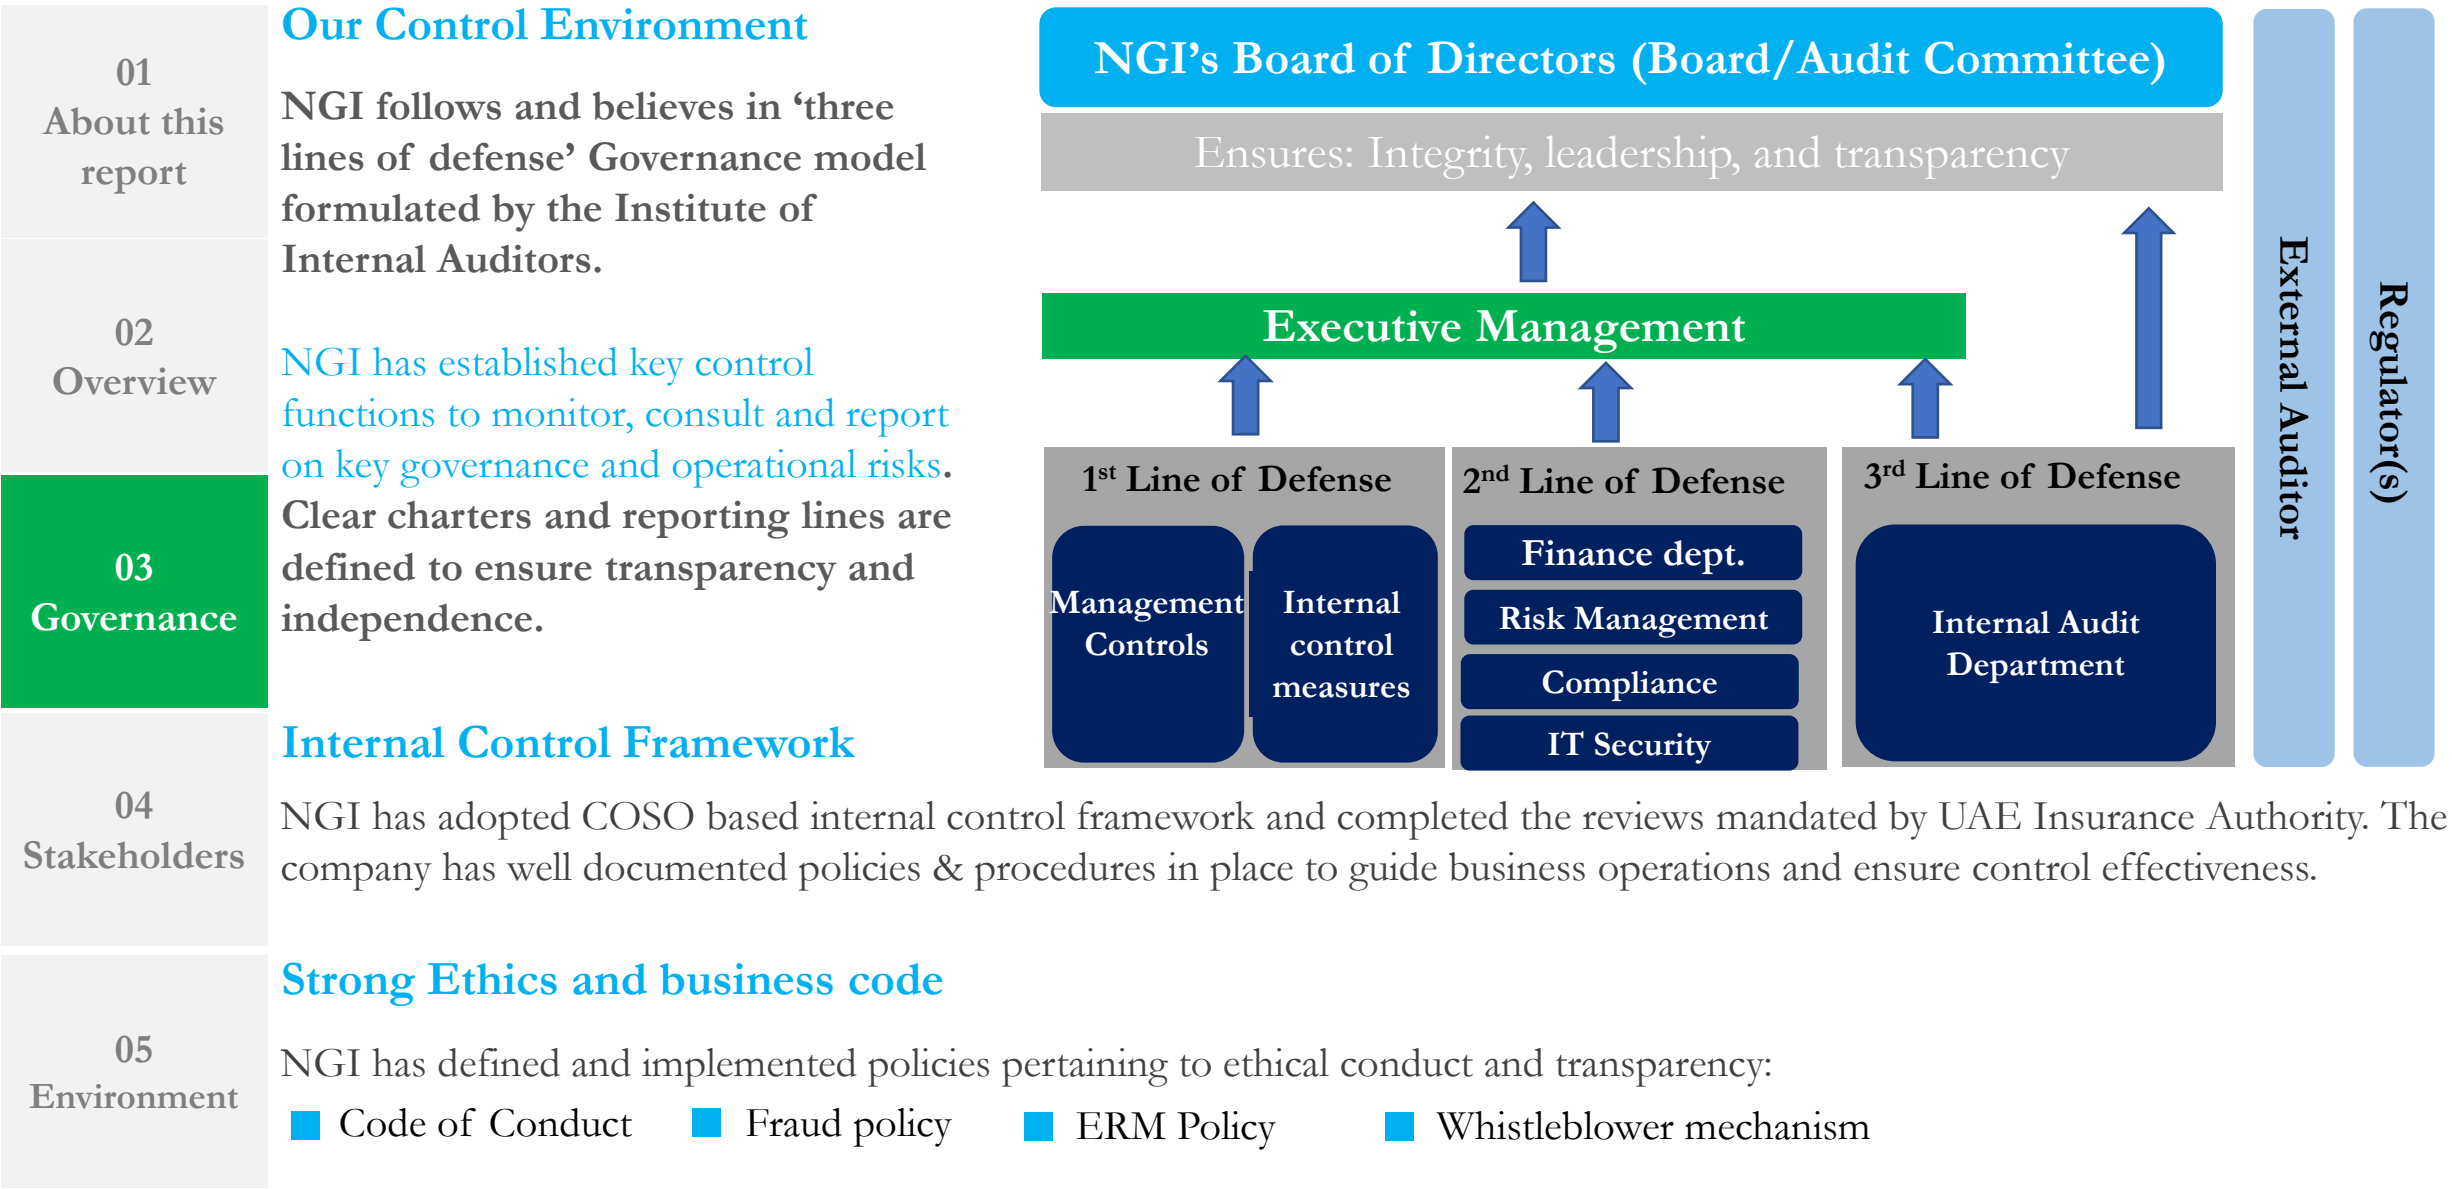 01
About this
report
02
Overview
03
Governance
04
Stakeholders
05
Environment
Our Control Environment
NGI follows and believes in ‘three
lines of defense’ Governance model
formulated by the Institute of
Internal Auditors.
NGI has established key control
functions to monitor, consult and report
on key governance and operational risks.
Clear charters and reporting lines are
defined to ensure transparency and
independence.
NGI’s Board of Directors (Board/Audit Committee)
Ensures: Integrity, leadership, and transparency
Executive Management
1st Line of Defense
Management
Controls
Internal
control
measures
2nd Line of Defense
Finance dept.
Risk Management
Compliance
IT Security
3rd Line of Defense
Internal Audit
Department
External Auditor
Regulator(s)
Internal Control Framework
NGI has adopted COSO based internal control framework and completed the reviews mandated by UAE Insurance Authority. The
company has well documented policies & procedures in place to guide business operations and ensure control effectiveness.
Strong Ethics and business code
NGI has defined and implemented policies pertaining to ethical conduct and transparency:
Code of Conduct
Fraud policy
ERM Policy
Whistleblower mechanism